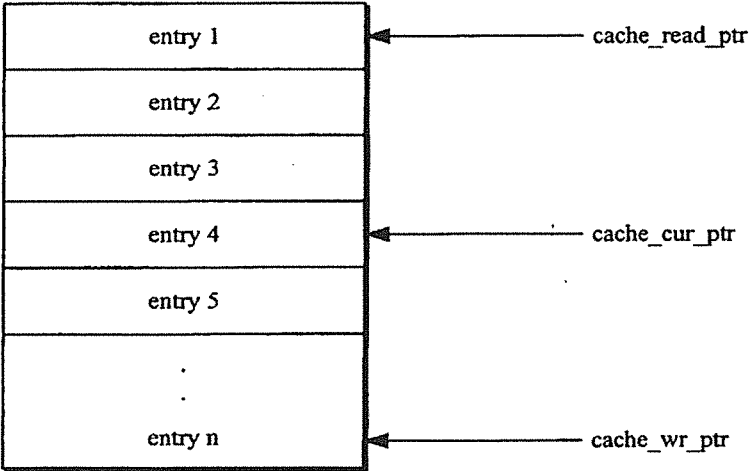 entry 1
cache_read_ptr
entry 2
entry 3
entry 4
cache_cur_ptr
entry 5
.
.
entry n
cache_wr_ptr